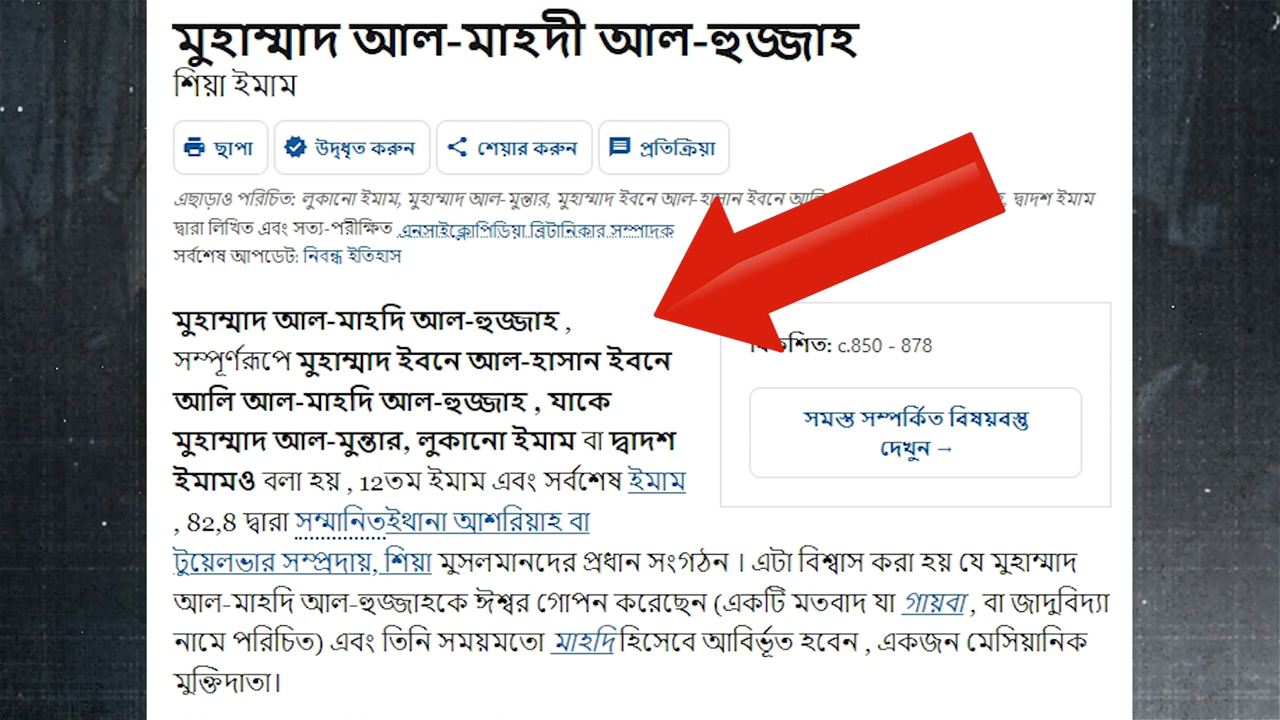 মুহাম্মাদ আল-মাহদী আল-হুজ্জাহ
শিয়া ইমাম
ছাপা
উদ্ধৃত করুন
শেয়ার করুন
প্রতিক্রিয়া
এছাড়াও পরিচিত: লুকানো ইমাম, মুহাম্মাদ আল-মুন্তার, মুহাম্মাদ ইবনে আল-হাসান ইবনে দ্বাদশ ইমাম
দ্বারা লিখিত এবং সত্য-পরীক্ষিত এনসাইক্লোপিডিয়া ব্রিটানিকার সম্পাদক
সর্বশেষ আপডেট: নিবন্ধ ইতিহাস
মুহাম্মাদ আল-মাহদি আল-হুজ্জাহ ,
সম্পূর্ণরূপে মুহাম্মাদ ইবনে আল-হাসান ইবনে
আলি আল-মাহদি আল-হুজ্জাহ , যাকে
মুহাম্মাদ আল-মুন্তার, লুকানো ইমাম বা দ্বাদশ
ইমামও বলা হয় , 12তম ইমাম এবং সর্বশেষ ইমাম
, 82,8 দ্বারা সম্মানিতইথানা আশরিয়াহ বা
টুয়েলভার সম্প্রদায়, শিয়া মুসলমানদের প্রধান সংগঠন । এটা বিশ্বাস করা হয় যে মুহাম্মাদ
আল-মাহদি আল-হুজ্জাহকে ঈশ্বর গোপন করেছেন (একটি মতবাদ যা গায়বা , বা জাদুবিদ্যা
নামে পরিচিত) এবং তিনি সময়মতো মাহদি হিসেবে আবির্ভূত হবেন , একজন মেসিয়ানিক
মুক্তিদাতা।
c.850 - 878
সমস্ত সম্পর্কিত বিষয়বস্তু
দেখুন →